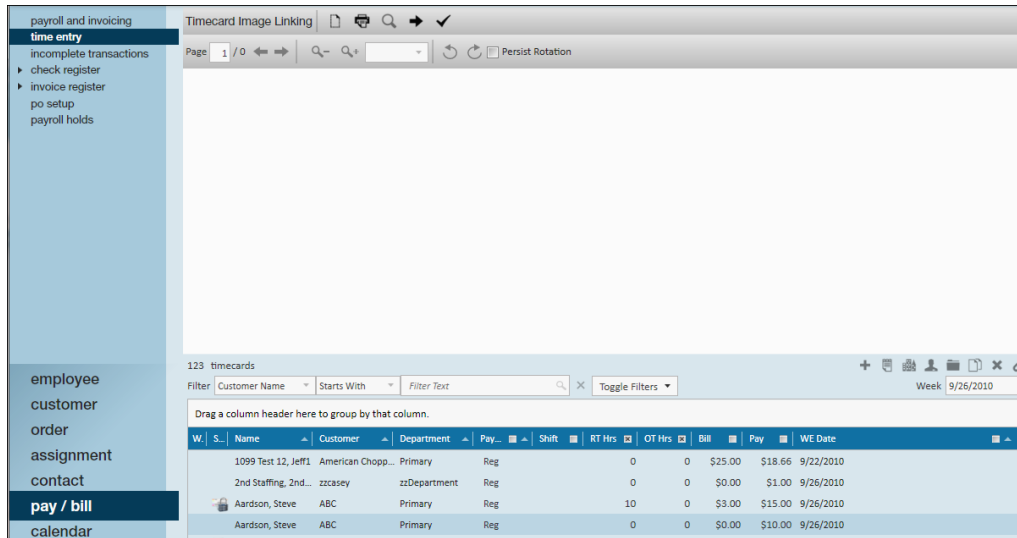 payroll and invoicing
time entry
incomplete transactions
check register
invoice register
po setup
payroll holds
employee
customer
order
assignment
contact
pay / bill
calendar
Timecard Image Linking
Page 1 / 0 Persist Rotation
123 timecards
Filter Customer Name Starts With Filter Text Toggle Filters Week 9/26/2010
Drag a column header here to group by that column.
W. S... Name Customer Department Pay... Shift RT Hrs OT Hrs Bill Pay WE Date
1099 Test 12, Jeff1 American Chopp... Primary Reg 0 0 $25.00 $18.66 9/22/2010
2nd Staffing, 2nd... zzcasey zzDepartment Reg 0 0 $0.00 $1.00 9/26/2010
Aardson, Steve ABC Primary Reg 10 0 $3.00 $15.00 9/26/2010
Aardson, Steve ABC Primary Reg 0 0 $0.00 $10.00 9/26/2010